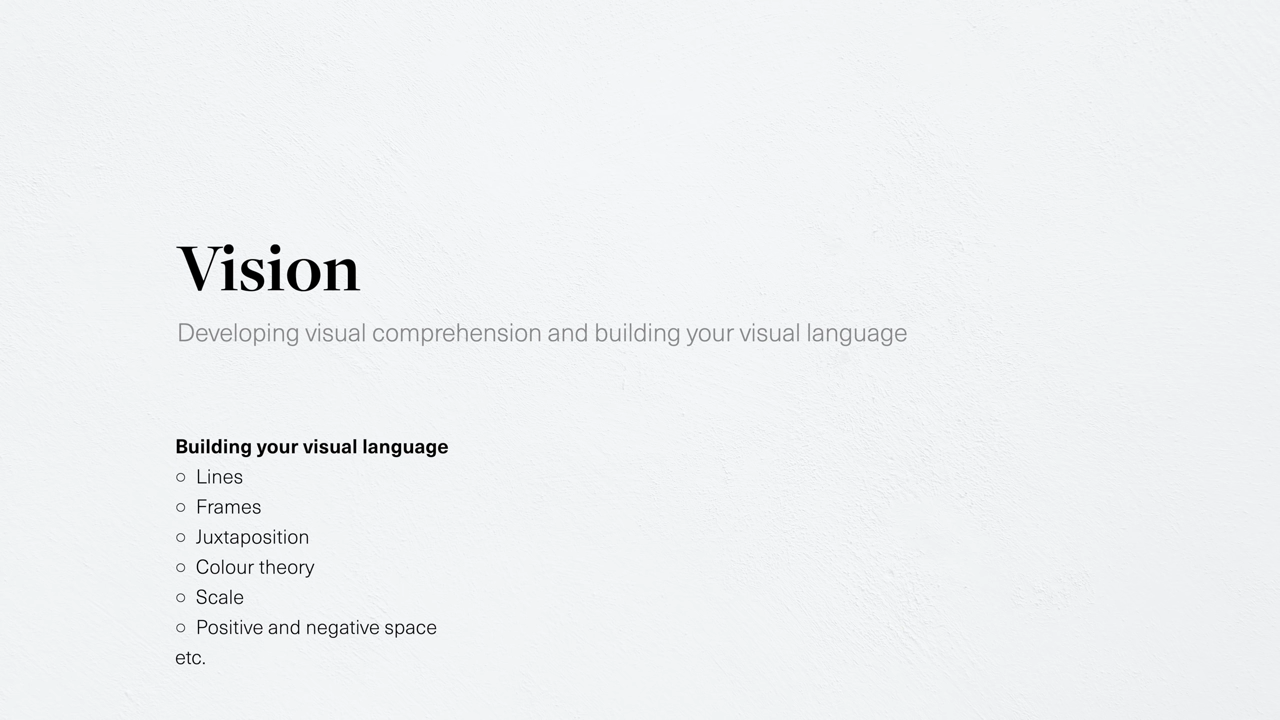 Vision
Developing visual comprehension and building your visual language
Building your visual language
○ Lines
○ Frames
○ Juxtaposition
○ Colour theory
○ Scale
○ Positive and negative space
etc.